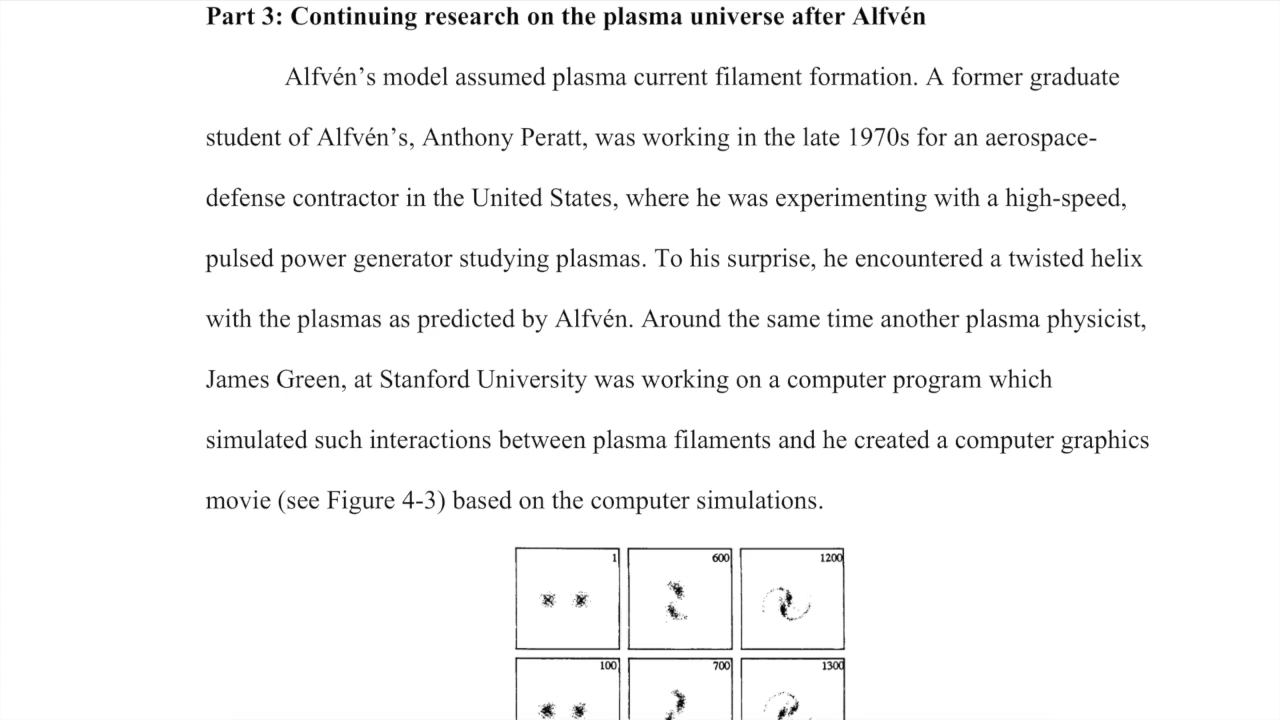 Part 3: Continuing research on the plasma universe after Alfvén
Alfvén’s model assumed plasma current filament formation. A former graduate
student of Alfvén’s, Anthony Peratt, was working in the late 1970s for an aerospace-
defense contractor in the United States, where he was experimenting with a high-speed,
pulsed power generator studying plasmas. To his surprise, he encountered a twisted helix
with the plasmas as predicted by Alfvén. Around the same time another plasma physicist,
James Green, at Stanford University was working on a computer program which
simulated such interactions between plasma filaments and he created a computer graphics
movie (see Figure 4-3) based on the computer simulations.
1 600 1200
100 700 1300